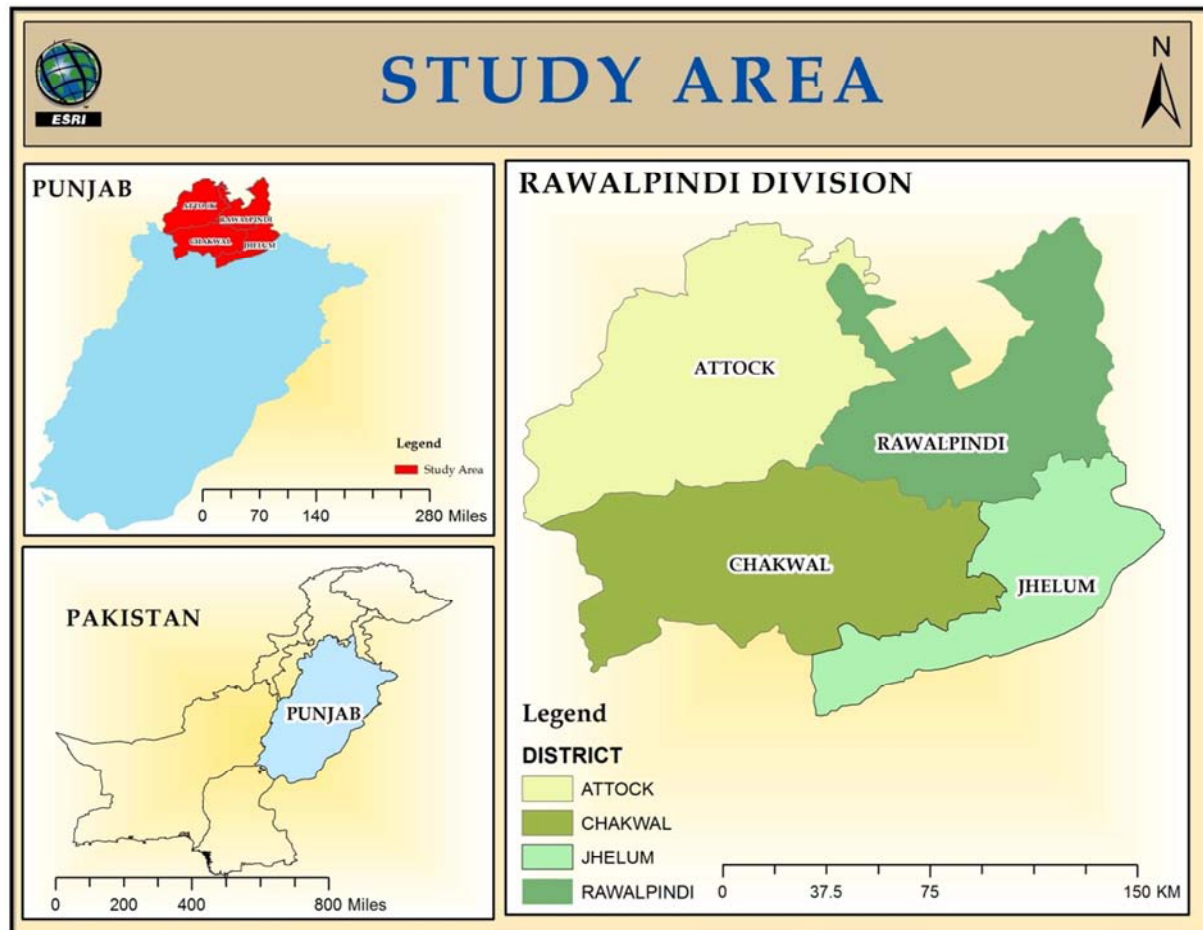 STUDY AREA
N
ESRI
PUNJAB
ATTOCK
RAWALPINDI
CHAKWAL
JHELUM
Legend
Study Area
0 70 140 280 Miles
PAKISTAN
PUNJAB
0 200 400 800 Miles
RAWALPINDI DIVISION
ATTOCK
RAWALPINDI
CHAKWAL
JHELUM
Legend
DISTRICT
ATTOCK
CHAKWAL
JHELUM
RAWALPINDI
0 37.5 75 150 KM